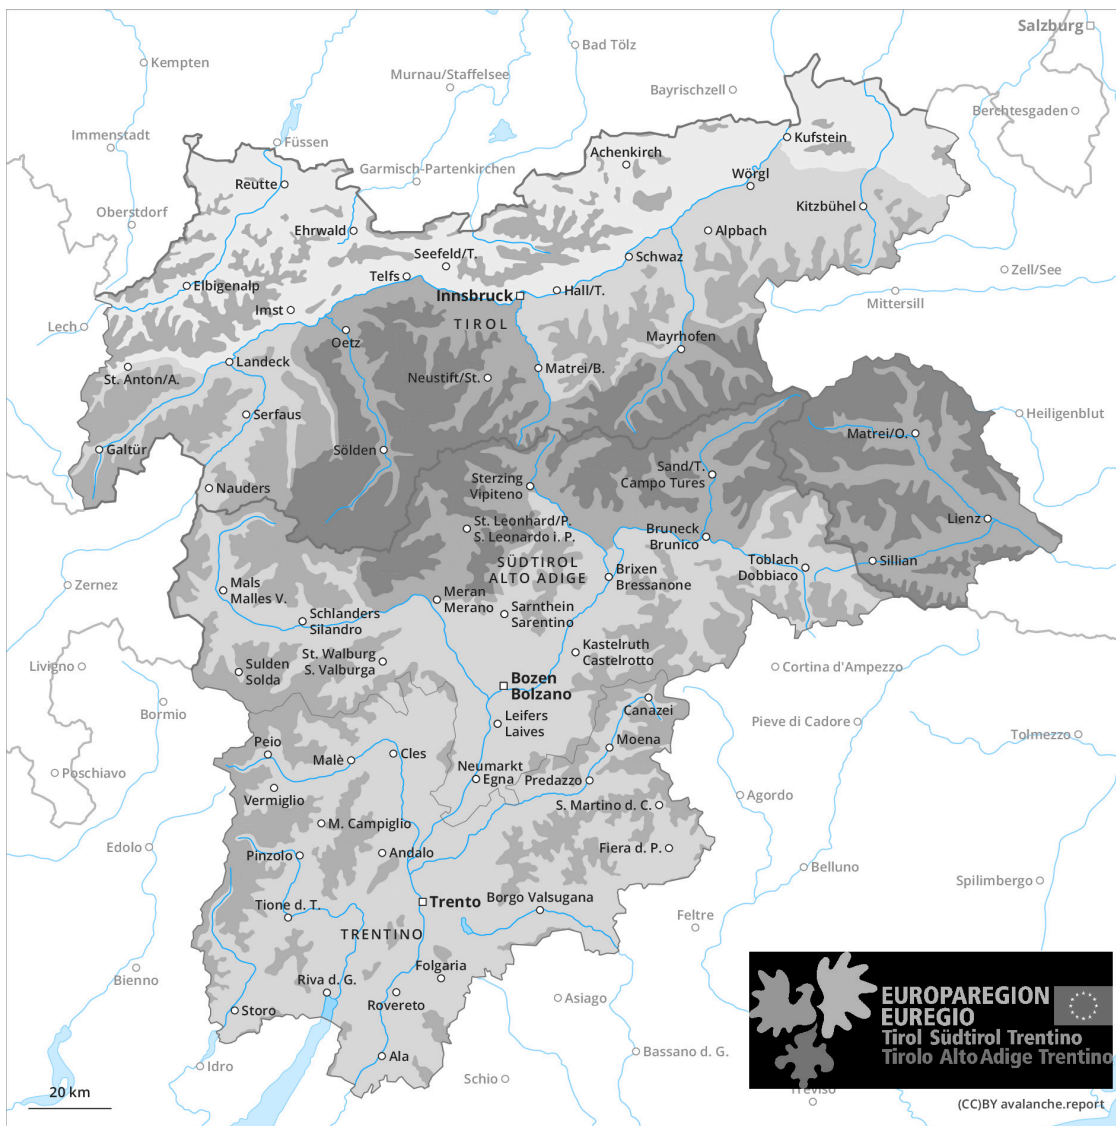 Salzburg
Bad Tölz
Kempten
Murnau/Staffelsee
Bayrischzell
Berchtesgaden
Immenstadt
Füssen
Kufstein
Achenkirch
Garmisch-Partenkirchen
Reutte
Wörgl
Oberstdorf
Kitzbühel
Ehrwald
Alpbach
Seefeld/T.
Schwaz
Telfs
Zell/See
Elbigenalp
Innsbruck
Hall/T.
Mittersill
Imst
TIROL
Lech
Oetz
Mayrhofen
Landeck
Matrei/B.
St. Anton/A.
Neustift/St.
Serfaus
Heiligenblut
Matrei/O.
Galtür
Sölden
Sterzing
Vipiteno
Sand/T.
Campo Tures
Nauders
St. Leonhard/P.
S. Leonardo i. P.
Lienz
Bruneck
Brunico
SÜDTIROL
ALTO ADIGE
Toblach
Dobbiaco
Sillian
Brixen
Bressanone
Zernez
Mals
Malles V.
Meran
Merano
Schlanders
Silandro
Sarnthein
Sarentino
Kastelruth
Castelrotto
St. Walburg
S. Valburga
Livigno
Sulden
Solda
Cortina d'Ampezzo
Bozen
Bolzano
Canazei
Bormio
Leifers
Laives
Pieve di Cadore
Tolmezzo
Peio
Cles
Moena
Malè
Neumarkt
Egna
Poschiavo
Predazzo
Vermiglio
Agordo
S. Martino d. C.
M. Campiglio
Edolo
Pinzolo
Andalo
Fiera d. P.
Belluno
Spilimbergo
Tione d. T.
Trento
Borgo Valsugana
Feltre
TRENTINO
Bienno
Folgaria
Riva d. G.
Rovereto
Asiago
Storo
EUROPAREGION
EUREGIO
Tirol Südtirol Trentino
Tirolo Alto Adige Trentino
Ala
Bassano d. G.
Idro
Schio
Treviso
20 km
(CC)BY avalanche.report